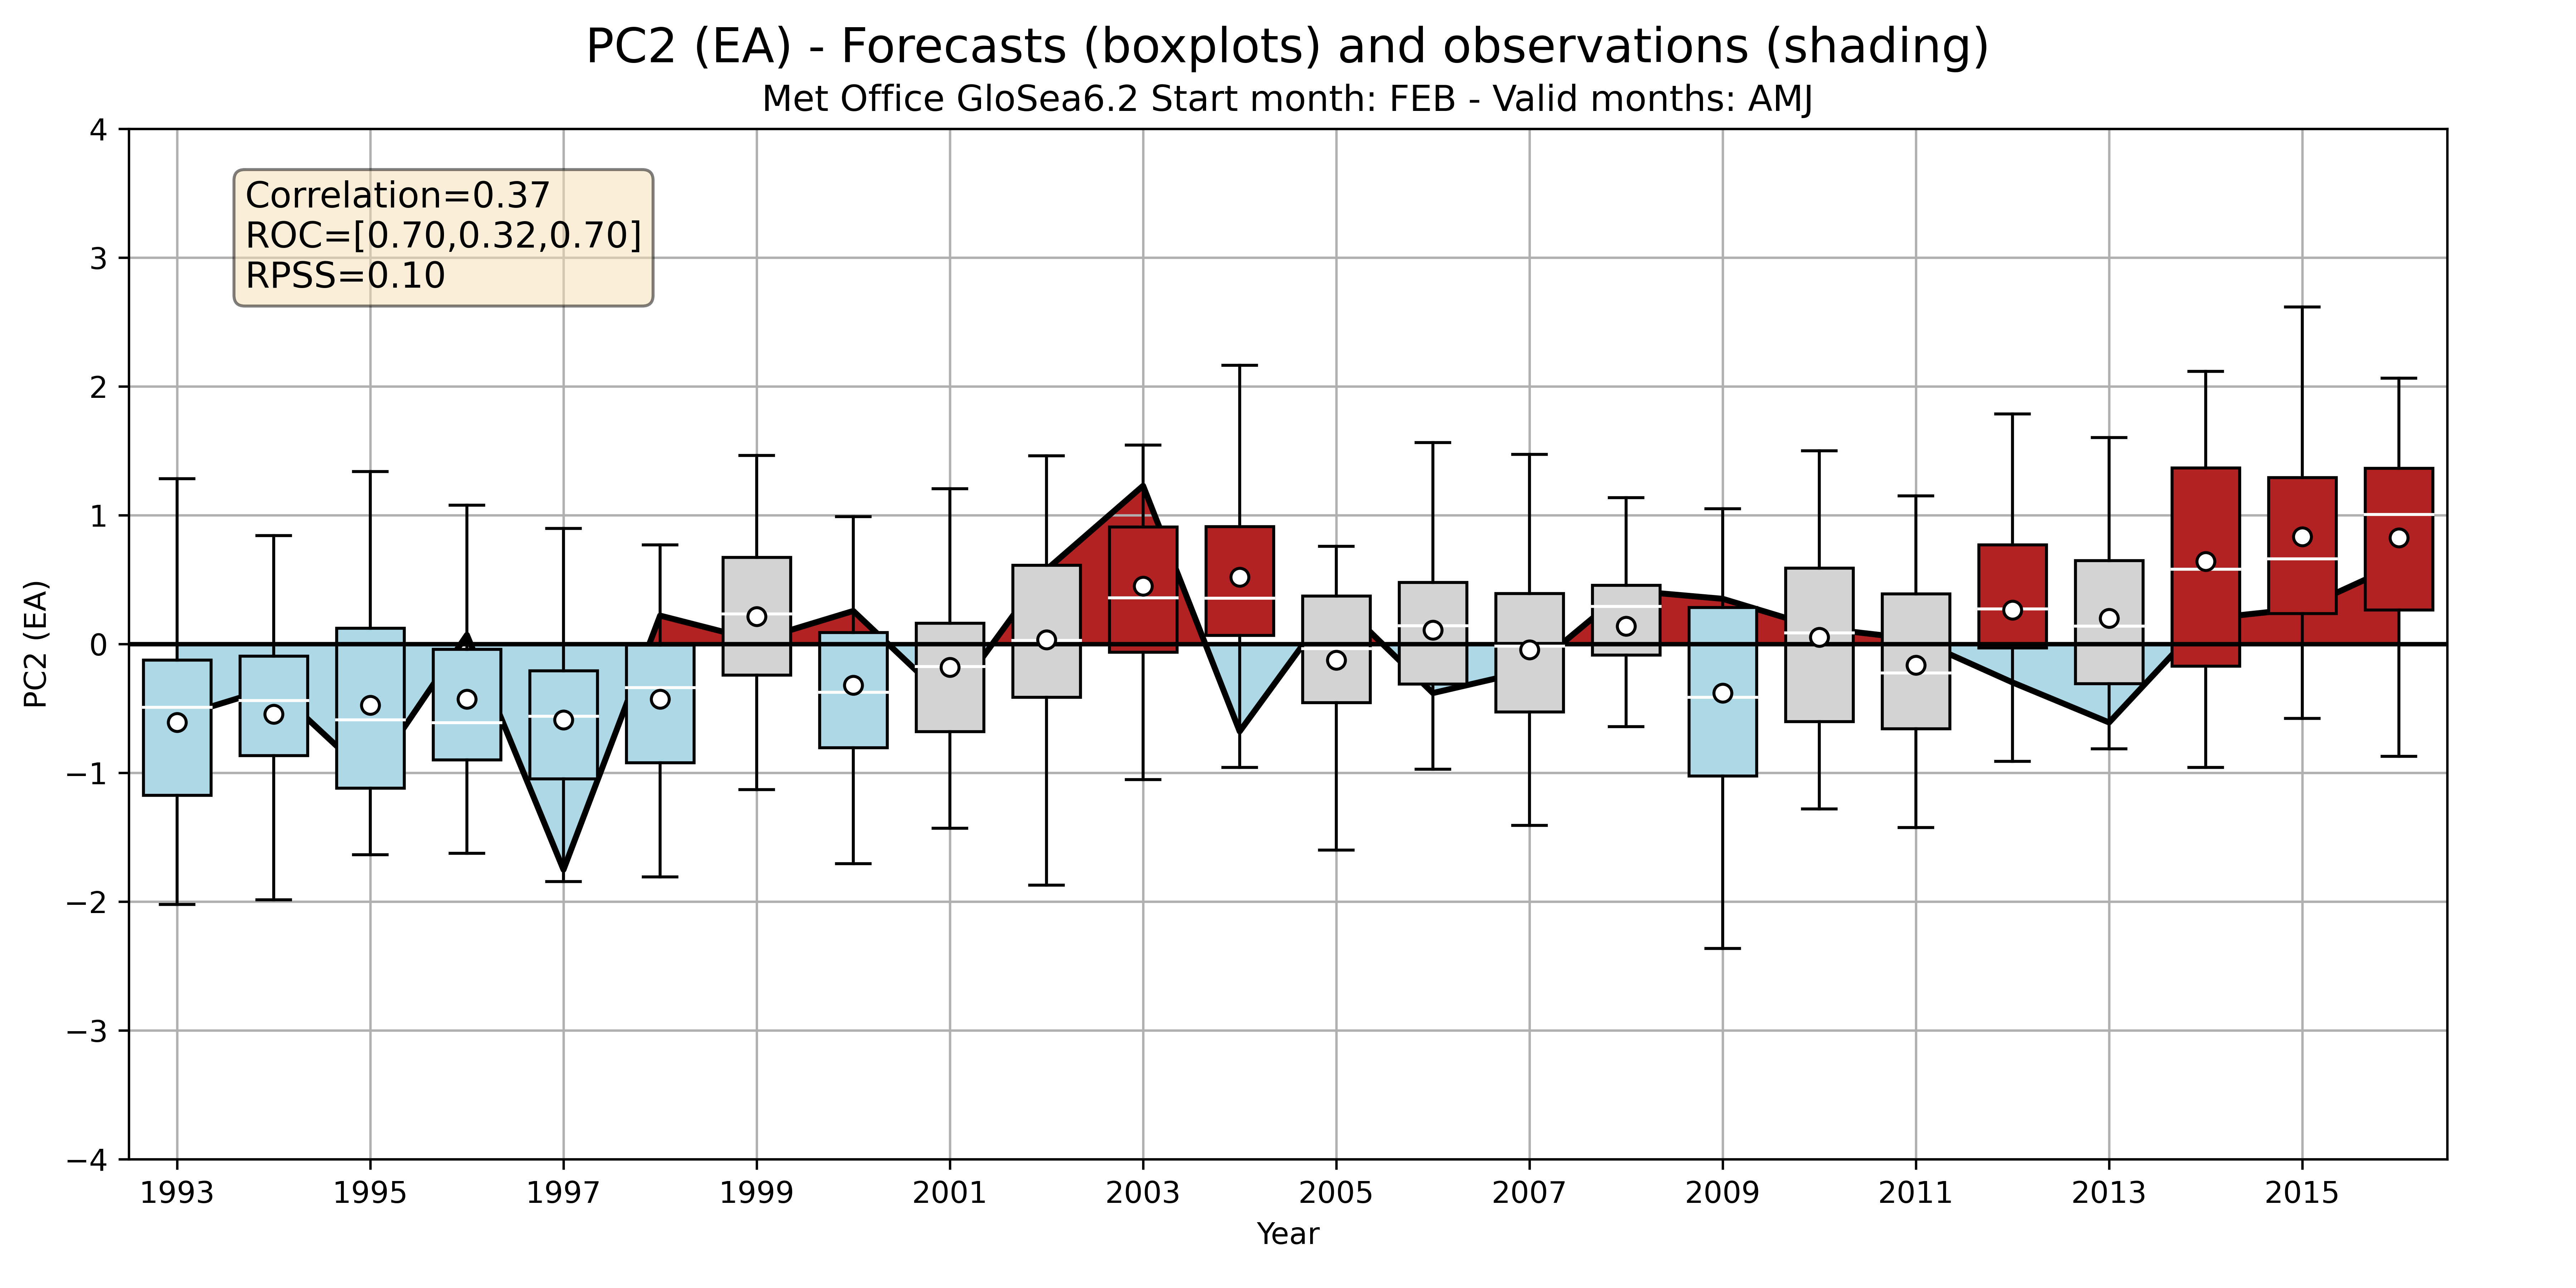 PC2 (EA) - Forecasts (boxplots) and observations (shading)
Met Office GloSea6.2 Start month: FEB - Valid months: AMJ
Correlation=0.37
ROC=[0.70,0.32,0.70]
RPSS=0.10
PC2 (EA)
4
3
2
1
0
−1
−2
−3
−4
1993 1995 1997 1999 2001 2003 2005 2007 2009 2011 2013 2015
Year